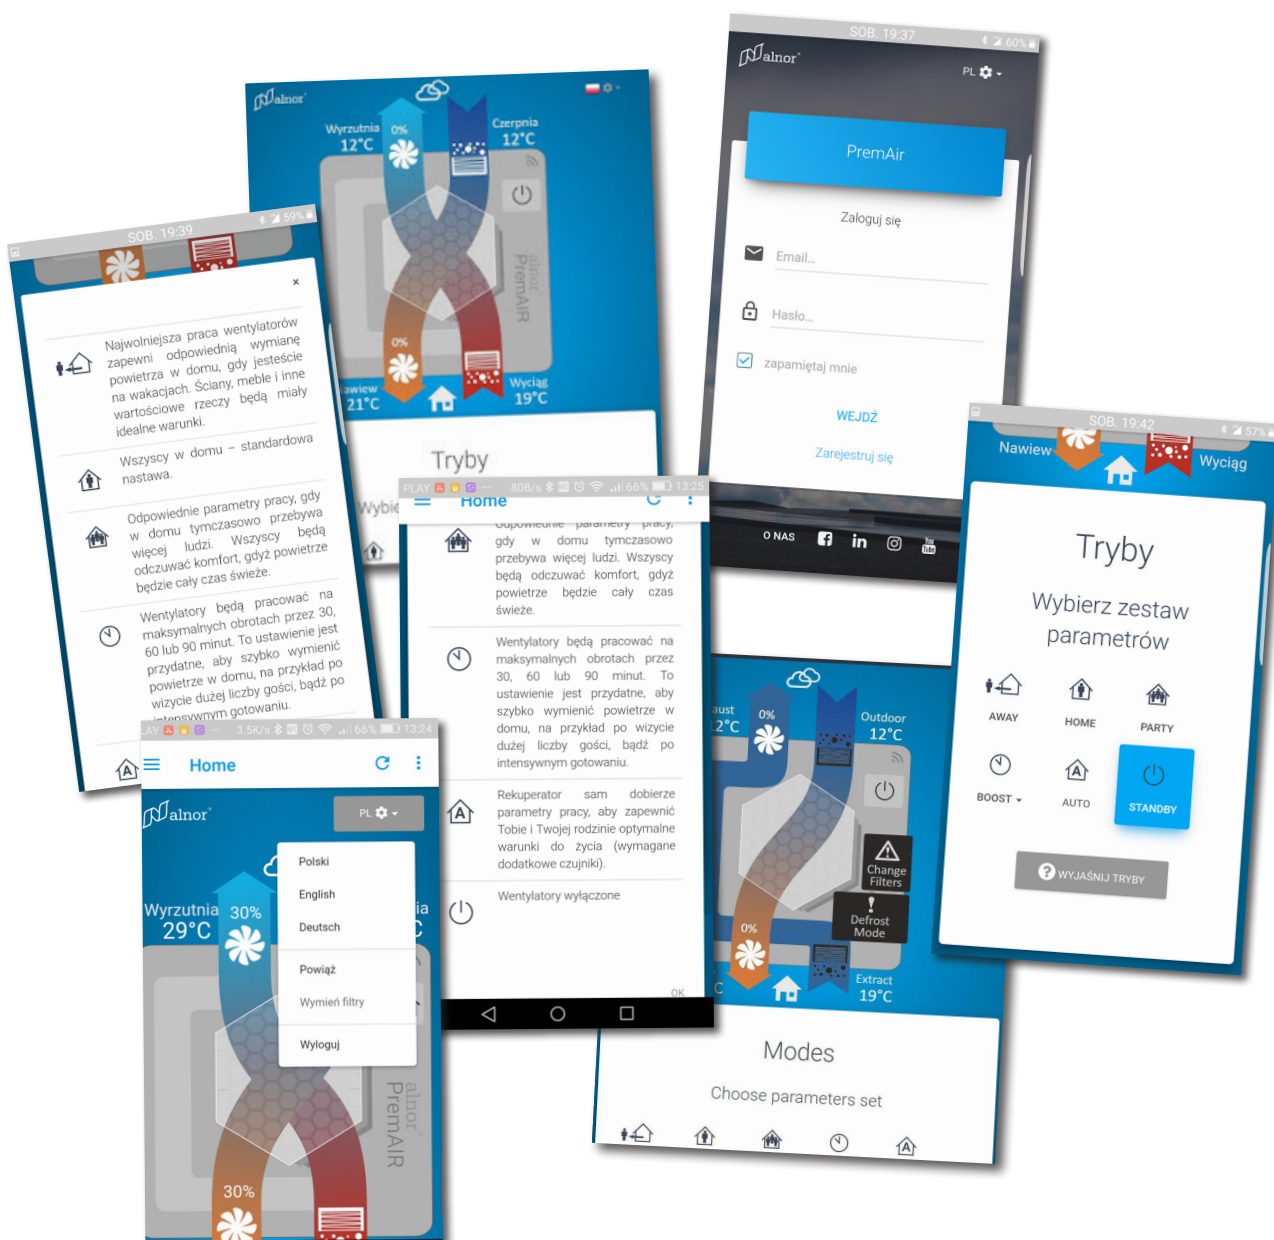 alnor®
Wyrzutnia
12°C
0%
Czerpnia
12°C
alnor®
PremAIR
0%
21°C
Wyciąg
19°C
Tryby
SOB. 19:37
60%
alnor®
PL
PremAir
Zaloguj się
Email...
Hasło...
zapamiętaj mnie
WEJDŹ
Zarejestruj się
O NAS
You
Tube
SOB. 19:39
59%
×
Najwolniejsza praca wentylatorów
zapewni odpowiednią wymianę
powietrza w domu, gdy jesteście
na wakacjach. Ściany, meble i inne
wartościowe rzeczy będą miały
idealne warunki.
Wszyscy w domu – standardowa
nastawa.
Odpowiednie parametry pracy, gdy
w domu tymczasowo przebywa
więcej ludzi. Wszyscy będą
odczuwać komfort, gdyż powietrze
będzie cały czas świeże.
Wentylatory będą pracować na
maksymalnych obrotach przez 30,
60 lub 90 minut. To ustawienie jest
przydatne, aby szybko wymienić
powietrze w domu, na przykład po
wizycie dużej liczby gości, bądź po
intensywnym gotowaniu.
A
PLAY
80B/s
66%
13:25
Home
Odpowiednie parametry pracy,
gdy w domu tymczasowo
przebywa więcej ludzi. Wszyscy
będą odczuwać komfort, gdyż
powietrze będzie cały czas
świeże.
Wentylatory będą pracować na
maksymalnych obrotach przez
30, 60 lub 90 minut. To
ustawienie jest przydatne, aby
szybko wymienić powietrze w
domu, na przykład po wizycie
dużej liczby gości, bądź po
intensywnym gotowaniu.
A
Rekuperator sam dobierze
parametry pracy, aby zapewnić
Tobie i Twojej rodzinie optymalne
warunki do życia (wymagane
dodatkowe czujniki).
Wentylatory wyłączone
OK
SOB. 19:42
57%
Nawiew
Wyciąg
Tryby
Wybierz zestaw
parametrów
AWAY
HOME
PARTY
BOOST
A
AUTO
STANDBY
? WYJAŚNIJ TRYBY
3.5K/s
66%
13:24
Home
alnor®
PL
Polski
English
Deutsch
Powiąż
Wymień filtry
Wyloguj
Wyrzutnia
29°C
30%
alnor®
PremAIR
30%
0%
Outdoor
12°C
Change
Filters
Defrost
Mode
0%
Extract
19°C
Modes
Choose parameters set
A